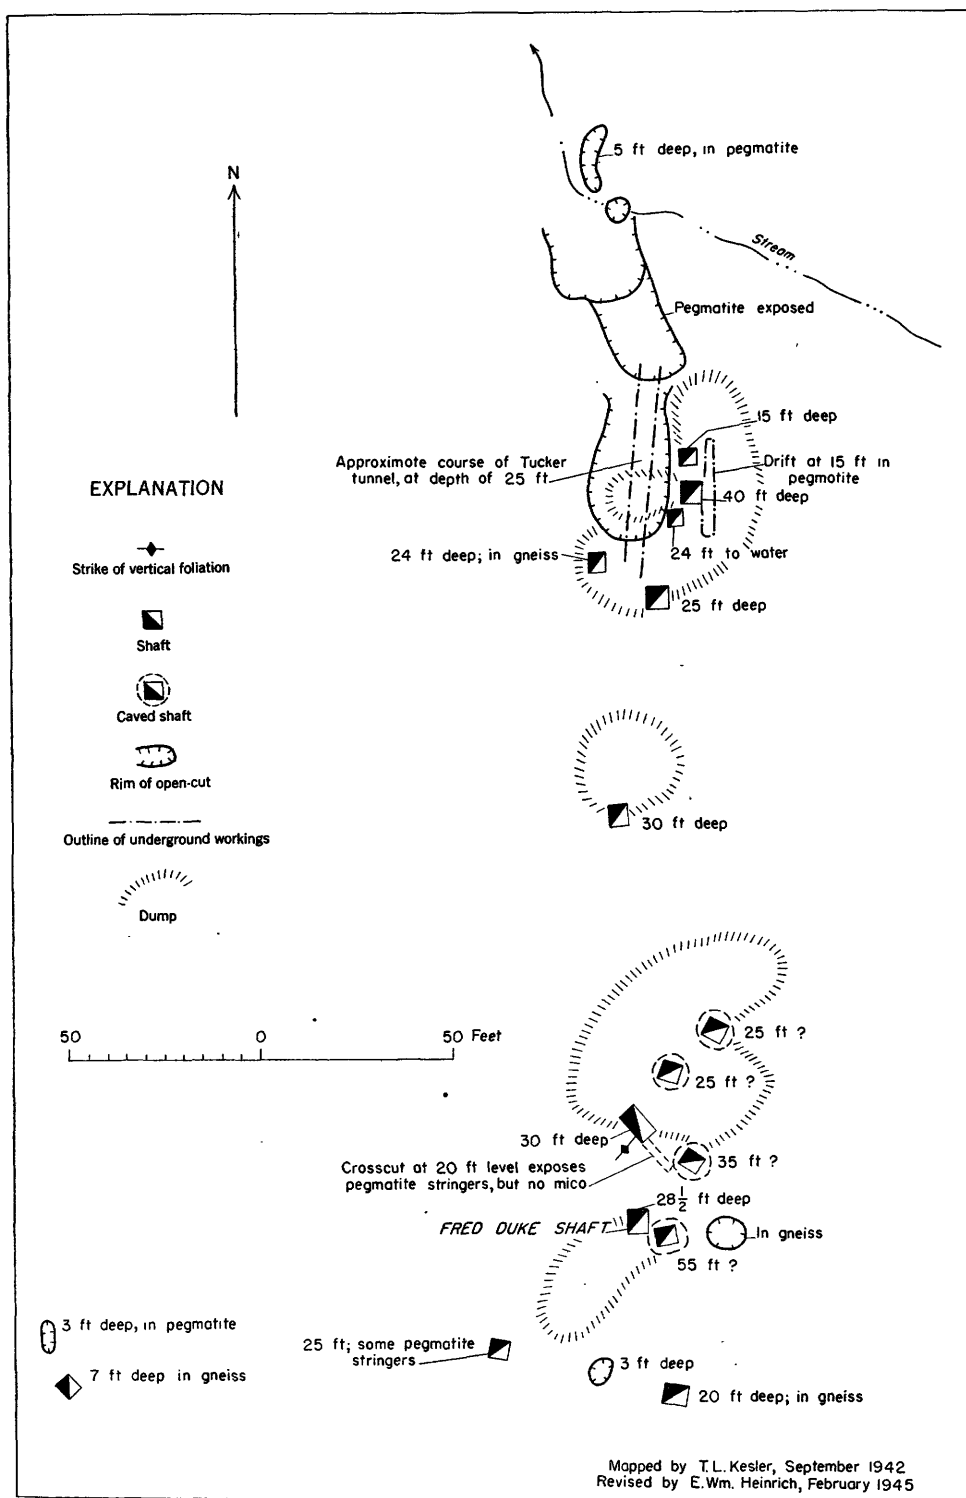 5 ft deep, in pegmatite
N
Stream
Pegmatite exposed
15 ft deep
Approximate course of Tucker
tunnel, at depth of 25 ft
Drift at 15 ft in
pegmatite
40 ft deep
EXPLANATION
24 ft deep; in gneiss
24 ft to water
Strike of vertical foliation
25 ft deep
Shaft
Caved shaft
Rim of open-cut
30 ft deep
Outline of underground workings
Dump
50 0 50 Feet
25 ft ?
25 ft ?
30 ft deep
35 ft ?
Crosscut at 20 ft level exposes
pegmatite stringers, but no mica
28 1/2 ft deep
FRED DUKE SHAFT
In gneiss
55 ft ?
3 ft deep, in pegmatite
25 ft; some pegmatite
stringers
3 ft deep
7 ft deep in gneiss
20 ft deep; in gneiss
Mapped by T. L. Kesler, September 1942
Revised by E. Wm. Heinrich, February 1945